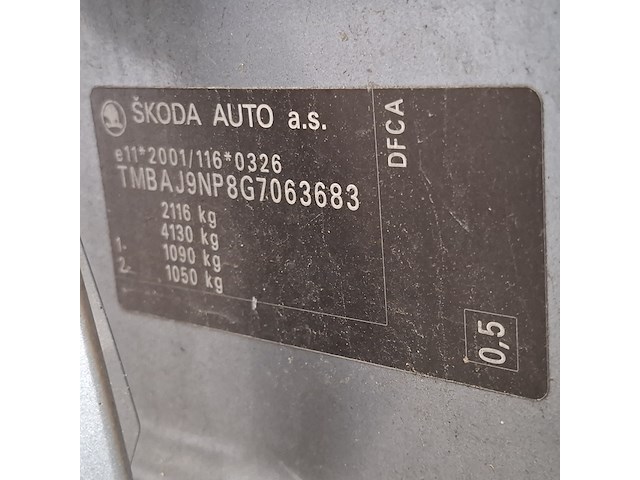 ŠKODA AUTO a.s.
e11*2001/116*0326
TMBAJ9NP8G7063683
2116 kg
4130 kg
1- 1090 kg
2- 1050 kg
DFCA
0,5